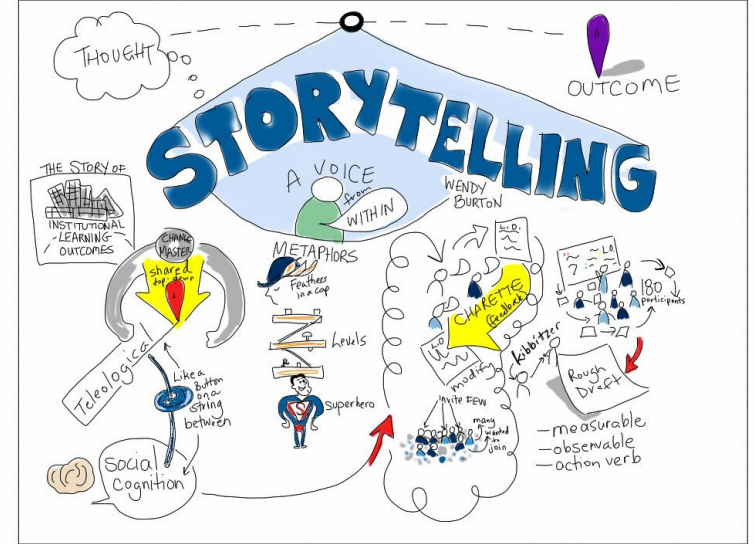 THOUGHT
OUTCOME
STORYTELLING
A VOICE
from
WITHIN
WENDY
BURTON
THE STORY OF
INSTITUTIONAL
-LEARNING
OUTCOMES
CHANGE
MASTER
shared
top-down
Teleological
Like a
Button
on a
string
between
Social
Cognition
METAPHORS
Feathers
in a cap
Levels
S
Superhero
L.O.
CHARETTE
feedback
L.O
modify
invite FEW
many
wanted to
join
kibbitzer
~ ~ LO
?
180
participants
Rough
Draft
—measurable
—observable
—action verb